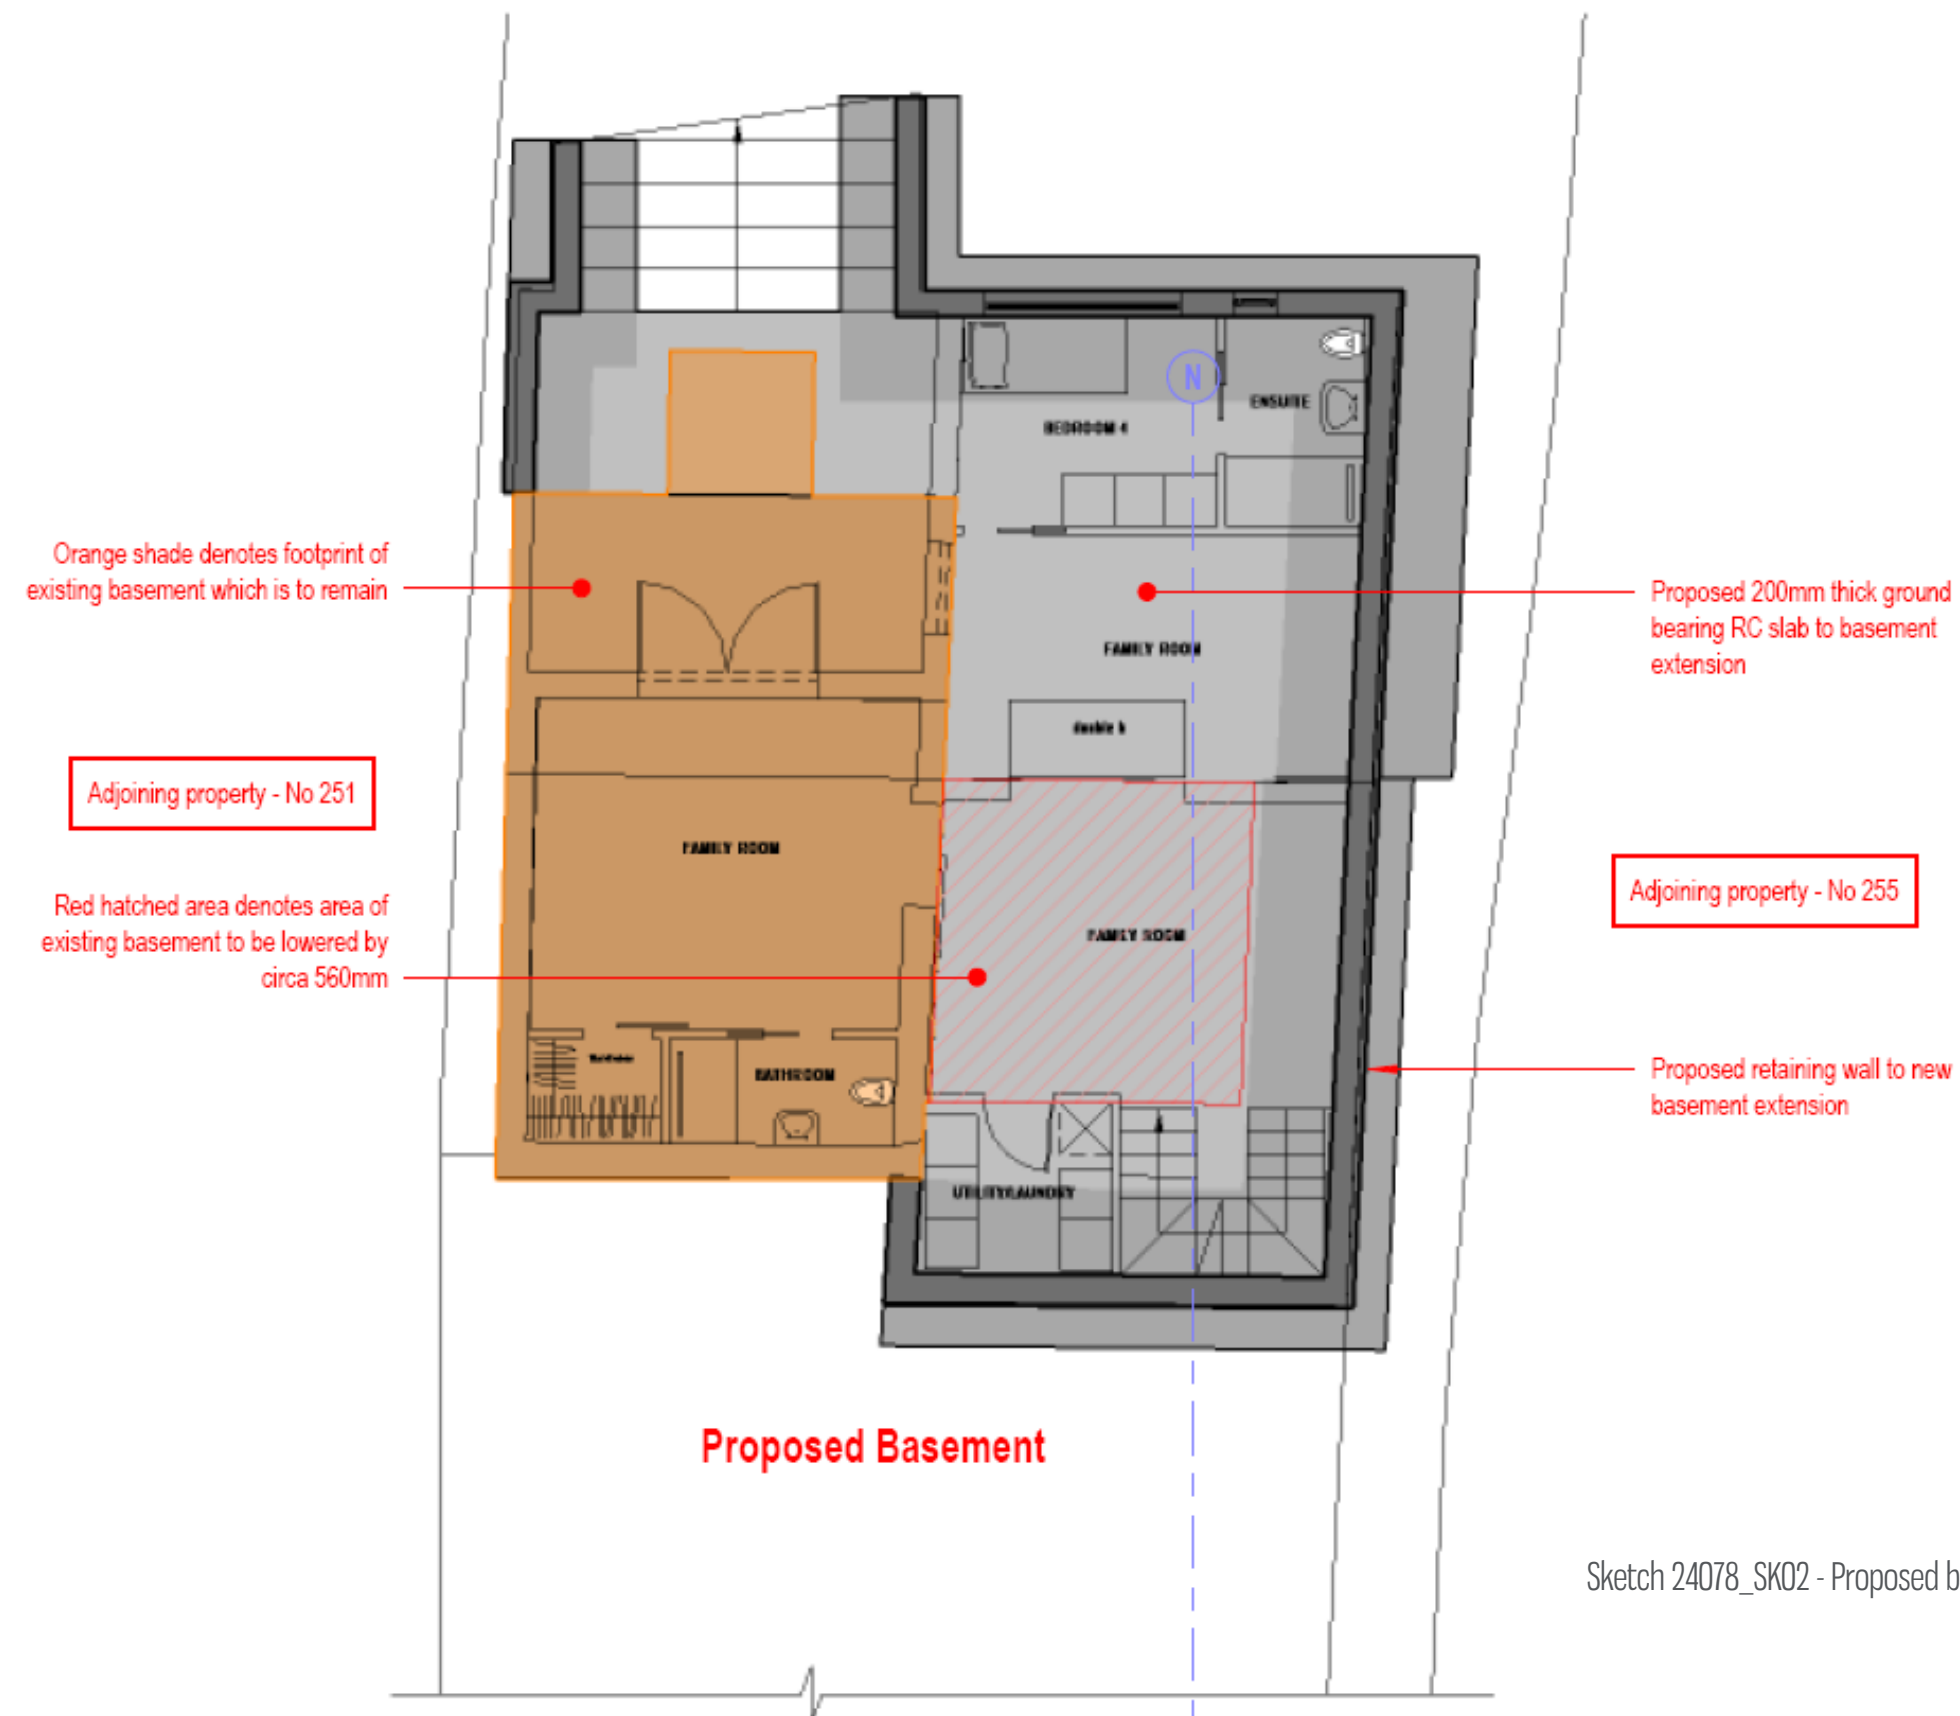 N
ENSUITE
BEDROOM 4
Orange shade denotes footprint of
existing basement which is to remain
Proposed 200mm thick ground
bearing RC slab to basement
extension
FAMILY ROOM
double b
Adjoining property - No 251
FAMILY ROOM
Adjoining property - No 255
Red hatched area denotes area of
existing basement to be lowered by
circa 560mm
FAMILY ROOM
BATHROOM
Proposed retaining wall to new
basement extension
UTILITY/LAUNDRY
Proposed Basement
Sketch 24078_SK02 - Proposed b